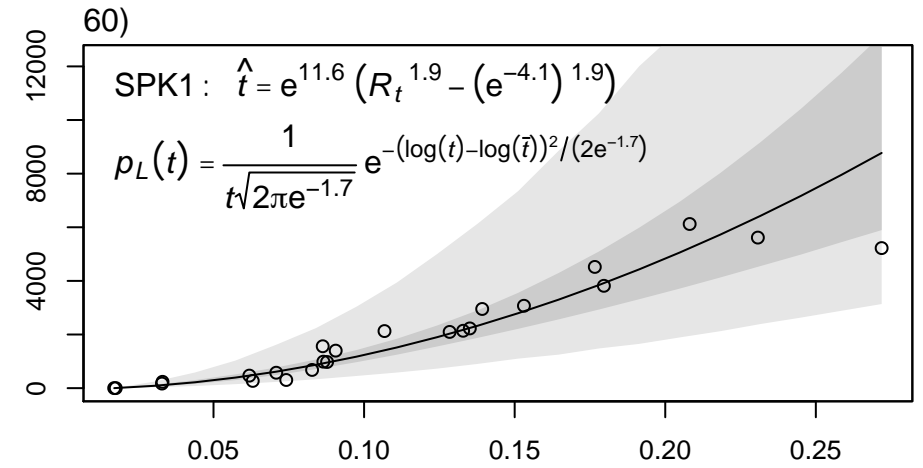 60)
SPK1 : t̂ = e^11.6 (R_t^1.9 − (e^−4.1)^1.9)
p_L(t) = 1 / (t√(2πe^−1.7)) e^−(log(t)−log(t̄))²/(2e^−1.7)
12000
8000
4000
0
0.05 0.10 0.15 0.20 0.25